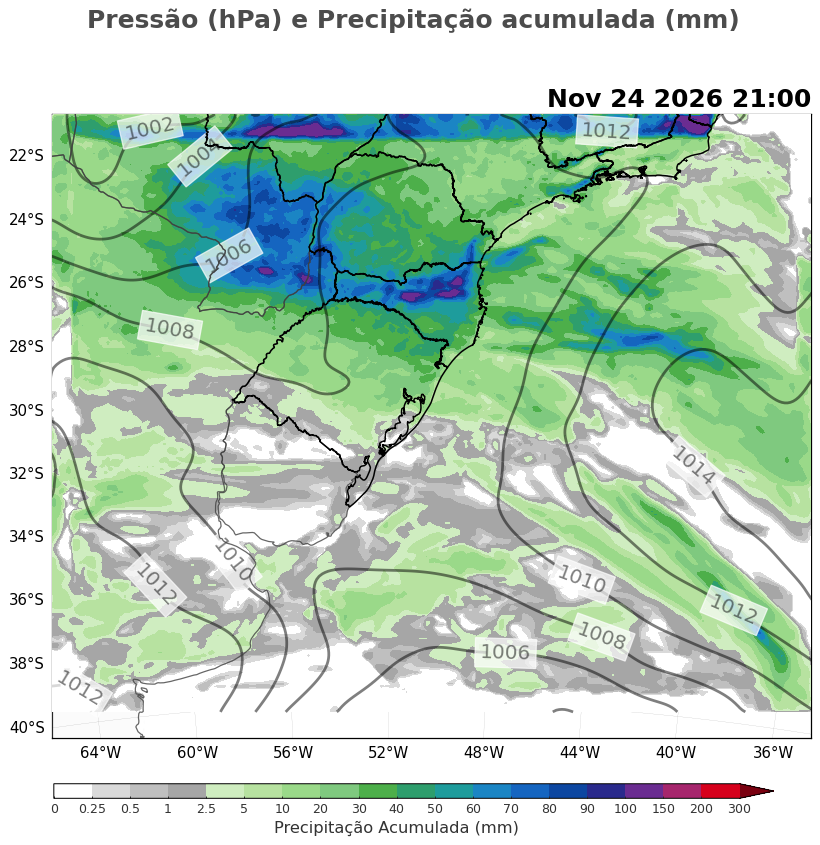 Pressão (hPa) e Precipitação acumulada (mm)
Nov 24 2026 21:00
1002
1004
1012
1006
1008
1014
1010
1012
1010
1012
1008
1006
1012
22°S
24°S
26°S
28°S
30°S
32°S
34°S
36°S
38°S
40°S
64°W 60°W 56°W 52°W 48°W 44°W 40°W 36°W
0 0.25 0.5 1 2.5 5 10 20 30 40 50 60 70 80 90 100 150 200 300
Precipitação Acumulada (mm)